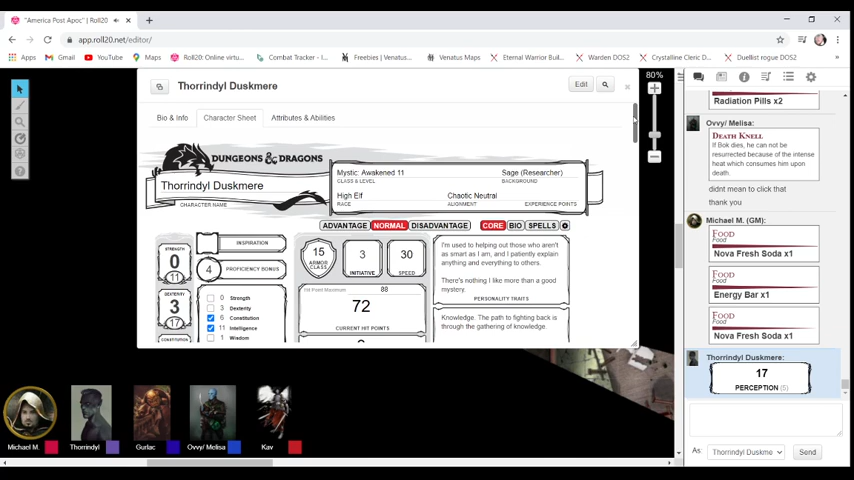 "America Post Apoc" | Roll20
app.roll20.net/editor/
Apps
Gmail
YouTube
Maps
Roll20: Online virtu...
Combat Tracker - I...
Freebies | Venatus...
Venatus Maps
Eternal Warrior Buil...
Warden DOS2
Crystalline Cleric D...
Duellist rogue DOS2
Thorrindyl Duskmere
Edit
80%
Bio & Info
Character Sheet
Attributes & Abilities
DUNGEONS & DRAGONS
Thorrindyl Duskmere
CHARACTER NAME
Mystic: Awakened 11
Sage (Researcher)
CLASS & LEVEL
BACKGROUND
High Elf
Chaotic Neutral
RACE
ALIGNMENT
EXPERIENCE POINTS
ADVANTAGE
NORMAL
DISADVANTAGE
CORE
BIO
SPELLS
STRENGTH
0
11
DEXTERITY
3
17
CONSTITUTION
INSPIRATION
4
PROFICIENCY BONUS
0 Strength
3 Dexterity
6 Constitution
11 Intelligence
1 Wisdom
15
ARMOR
CLASS
3
INITIATIVE
30
SPEED
Hit Point Maximum 88
72
CURRENT HIT POINTS
I'm used to helping out those who aren't
as smart as I am, and I patiently explain
anything and everything to others.
There's nothing I like more than a good
mystery.
PERSONALITY TRAITS
Knowledge. The path to fighting back is
through the gathering of knowledge.
Radiation Pills x2
Ovvy/ Melisa:
DEATH KNELL
If Bok dies, he can not be
resurrected because of the intense
heat which consumes him upon
death.
didnt mean to click that
thank you
Michael M. (GM):
FOOD
Food
Nova Fresh Soda x1
FOOD
Food
Energy Bar x1
FOOD
Food
Nova Fresh Soda x1
Thorrindyl Duskmere:
17
PERCEPTION (5)
As:
Thorrindyl Duskme
Send
Michael M.
Thorrindyl
Gurlac
Ovvy/ Melisa
Kav